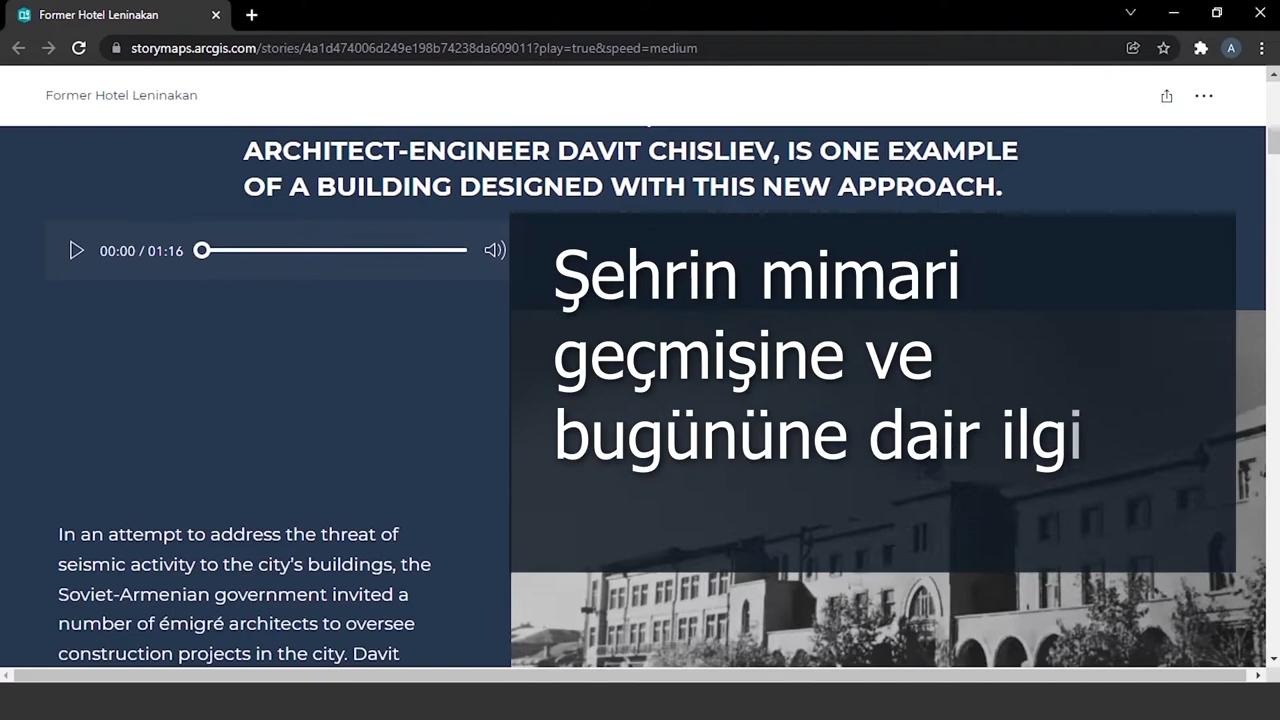 Former Hotel Leninakan
storymaps.arcgis.com/stories/4a1d474006d249e198b74238da609011?play=true&speed=medium
A
Former Hotel Leninakan
ARCHITECT-ENGINEER DAVIT CHISLIEV, IS ONE EXAMPLE
OF A BUILDING DESIGNED WITH THIS NEW APPROACH.
00:00 / 01:16
Şehrin mimari
geçmişine ve
bugününe dair ilgi
In an attempt to address the threat of
seismic activity to the city's buildings, the
Soviet-Armenian government invited a
number of émigré architects to oversee
construction projects in the city. Davit